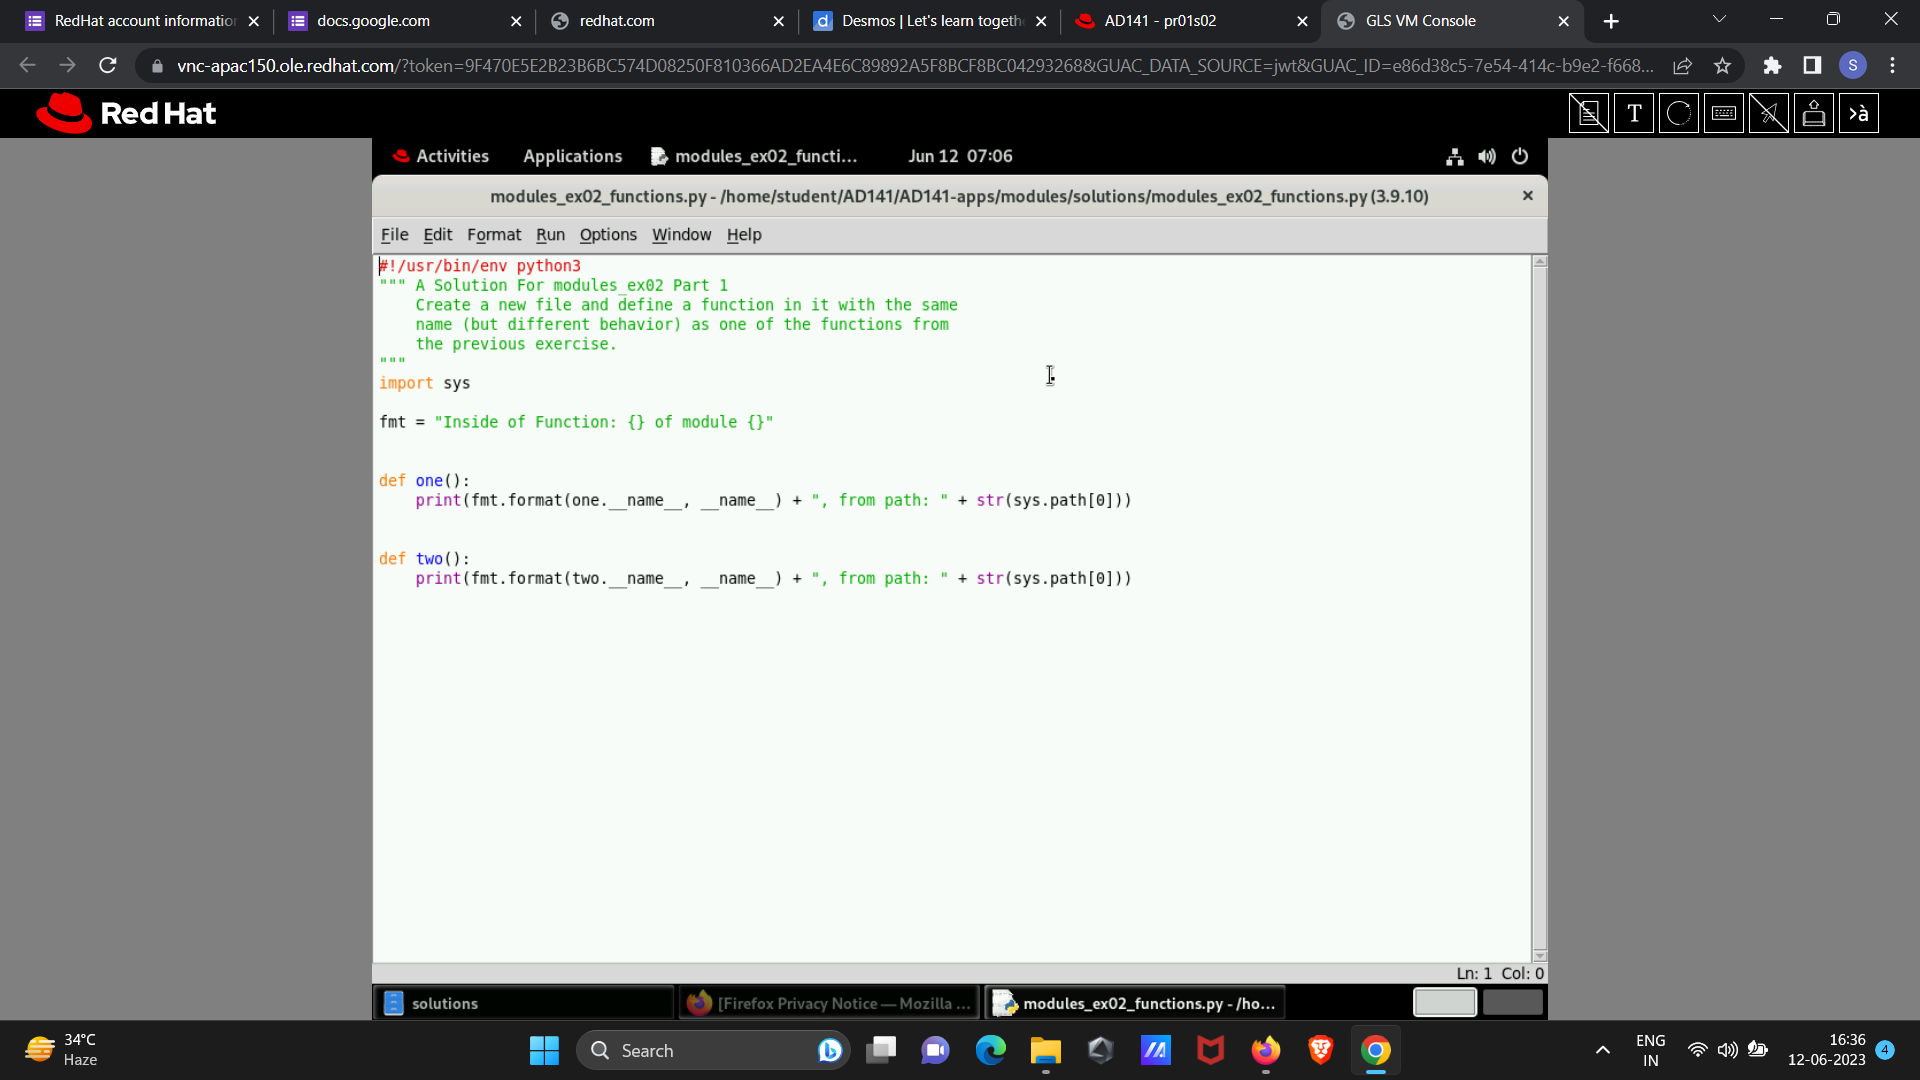 RedHat account information
docs.google.com
redhat.com
Desmos | Let's learn togeth
AD141 - pr01s02
GLS VM Console
vnc-apac150.ole.redhat.com/?token=9F470E5E2B23B6BC574D08250F810366AD2EA4E6C89892A5F8BCF8BC04293268&GUAC_DATA_SOURCE=jwt&GUAC_ID=e86d38c5-7e54-414c-b9e2-f668...
S
Red Hat
T
>à
Activities
Applications
modules_ex02_functi...
Jun 12 07:06
modules_ex02_functions.py - /home/student/AD141/AD141-apps/modules/solutions/modules_ex02_functions.py (3.9.10)
File Edit Format Run Options Window Help
#!/usr/bin/env python3
""" A Solution For modules_ex02 Part 1
    Create a new file and define a function in it with the same
    name (but different behavior) as one of the functions from
    the previous exercise.
"""
import sys
fmt = "Inside of Function: {} of module {}"
def one():
    print(fmt.format(one.__name__, __name__) + ", from path: " + str(sys.path[0]))
def two():
    print(fmt.format(two.__name__, __name__) + ", from path: " + str(sys.path[0]))
Ln: 1 Col: 0
solutions
[Firefox Privacy Notice — Mozilla ...
modules_ex02_functions.py - /ho...
34°C
Haze
Search
ENG
IN
16:36
12-06-2023
4